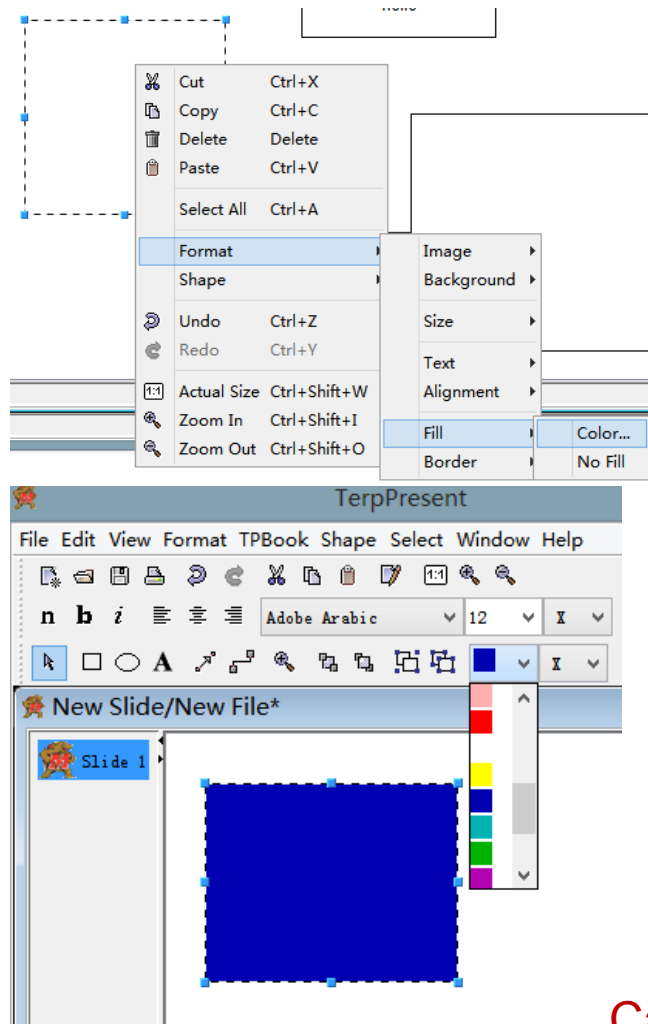 Cut Ctrl+X
Copy Ctrl+C
Delete Delete
Paste Ctrl+V
Select All Ctrl+A
Format
Shape
Undo Ctrl+Z
Redo Ctrl+Y
Actual Size Ctrl+Shift+W
Zoom In Ctrl+Shift+I
Zoom Out Ctrl+Shift+O
Image
Background
Size
Text
Alignment
Fill
Border
Color...
No Fill
TerpPresent
File Edit View Format TPBook Shape Select Window Help
1:1
n b i Adobe Arabic 12 X
A X
New Slide/New File*
Slide 1